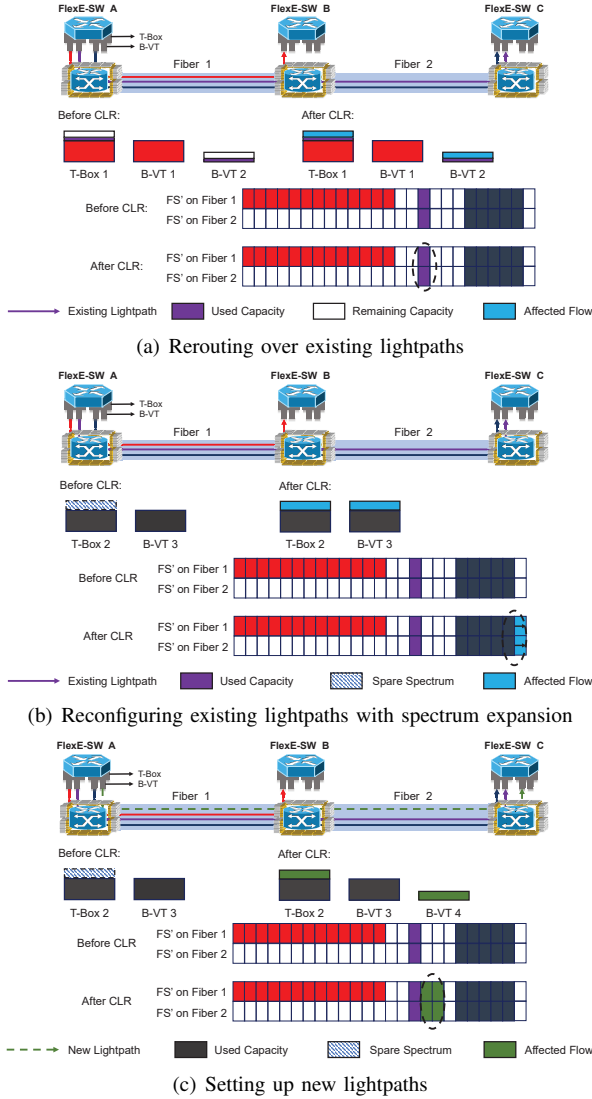 FlexE-SW A
FlexE-SW B
FlexE-SW C
T-Box
B-VT
Fiber 1
Fiber 2
Before CLR:
After CLR:
T-Box 1
B-VT 1
B-VT 2
T-Box 1
B-VT 1
B-VT 2
Before CLR:
FS' on Fiber 1
FS' on Fiber 2
After CLR:
FS' on Fiber 1
FS' on Fiber 2
Existing Lightpath
Used Capacity
Remaining Capacity
Affected Flow
(a) Rerouting over existing lightpaths
FlexE-SW A
FlexE-SW B
FlexE-SW C
T-Box
B-VT
Fiber 1
Fiber 2
Before CLR:
After CLR:
T-Box 2
B-VT 3
T-Box 2
B-VT 3
Before CLR
FS' on Fiber 1
FS' on Fiber 2
After CLR
FS' on Fiber 1
FS' on Fiber 2
Existing Lightpath
Used Capacity
Spare Spectrum
Affected Flow
(b) Reconfiguring existing lightpaths with spectrum expansion
FlexE-SW A
FlexE-SW B
FlexE-SW C
T-Box
B-VT
Fiber 1
Fiber 2
Before CLR:
After CLR:
T-Box 2
B-VT 3
T-Box 2
B-VT 3
B-VT 4
Before CLR
FS' on Fiber 1
FS' on Fiber 2
After CLR
FS' on Fiber 1
FS' on Fiber 2
New Lightpath
Used Capacity
Spare Spectrum
Affected Flow
(c) Setting up new lightpaths